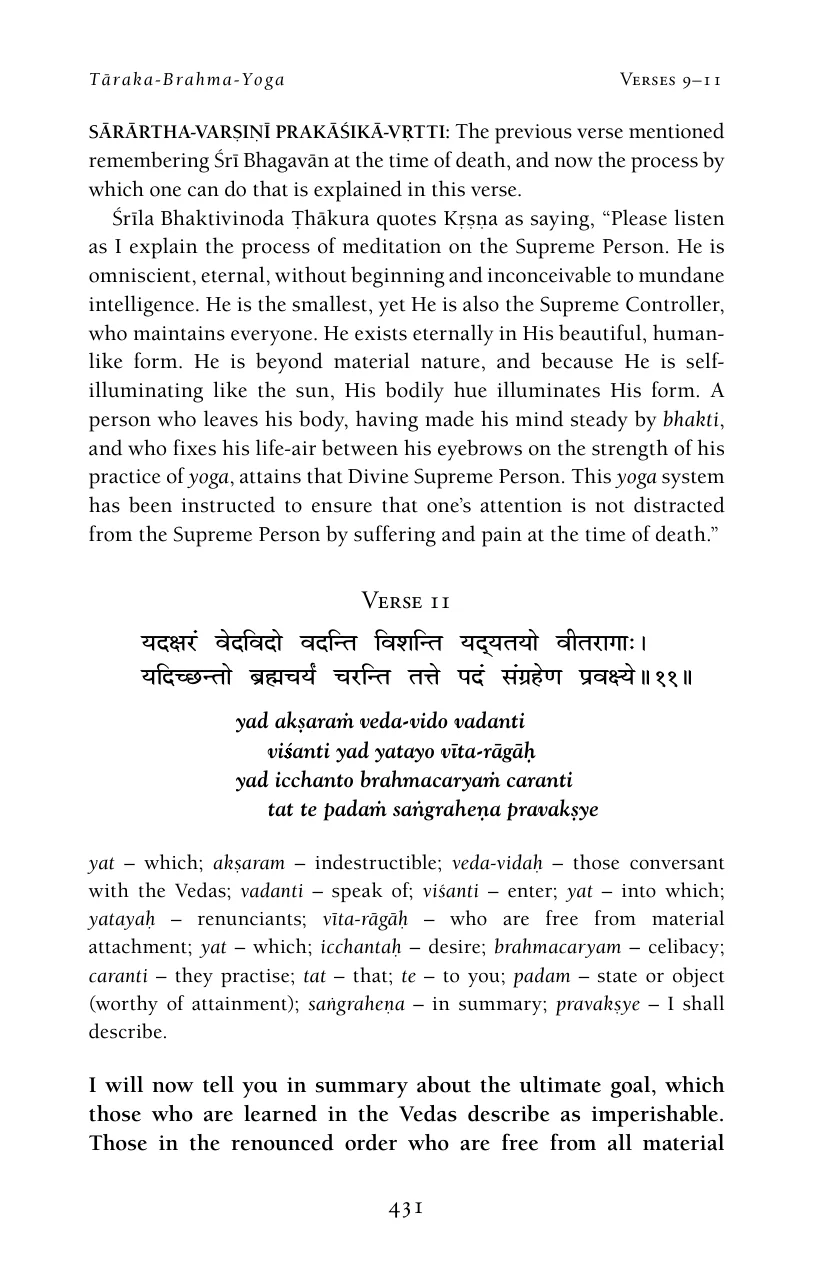 Tāraka-Brahma-Yoga Verses 9–11
SĀRĀRTHA-VARṢIṆĪ PRAKĀŚIKĀ-VṚTTI: The previous verse mentioned
remembering Śrī Bhagavān at the time of death, and now the process by
which one can do that is explained in this verse.
Śrīla Bhaktivinoda Ṭhākura quotes Kṛṣṇa as saying, “Please listen
as I explain the process of meditation on the Supreme Person. He is
omniscient, eternal, without beginning and inconceivable to mundane
intelligence. He is the smallest, yet He is also the Supreme Controller,
who maintains everyone. He exists eternally in His beautiful, human-
like form. He is beyond material nature, and because He is self-
illuminating like the sun, His bodily hue illuminates His form. A
person who leaves his body, having made his mind steady by bhakti,
and who fixes his life-air between his eyebrows on the strength of his
practice of yoga, attains that Divine Supreme Person. This yoga system
has been instructed to ensure that one’s attention is not distracted
from the Supreme Person by suffering and pain at the time of death.”
Verse 11
यदक्षरं वेदविदो वदन्ति विशन्ति यद्यतयो वीतरागाः।
यदिच्छन्तो ब्रह्मचर्यं चरन्ति तत्ते पदं संग्रहेण प्रवक्ष्ये॥११॥
yad akṣaraṁ veda-vido vadanti
viśanti yad yatayo vīta-rāgāḥ
yad icchanto brahmacaryaṁ caranti
tat te padaṁ saṅgraheṇa pravakṣye
yat – which; akṣaram – indestructible; veda-vidaḥ – those conversant
with the Vedas; vadanti – speak of; viśanti – enter; yat – into which;
yatayaḥ – renunciants; vīta-rāgāḥ – who are free from material
attachment; yat – which; icchantaḥ – desire; brahmacaryam – celibacy;
caranti – they practise; tat – that; te – to you; padam – state or object
(worthy of attainment); saṅgraheṇa – in summary; pravakṣye – I shall
describe.
I will now tell you in summary about the ultimate goal, which
those who are learned in the Vedas describe as imperishable.
Those in the renounced order who are free from all material
431